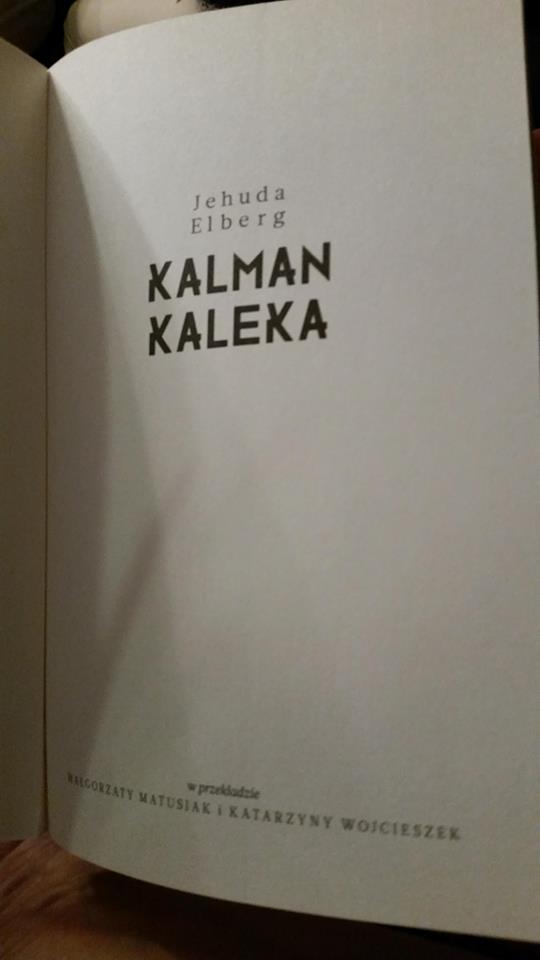 Jehuda
Elberg
KALMAN
KALEKA
w przekładzie
MAŁGORZATY MATUSIAK i KATARZYNY WOJCIESZEK